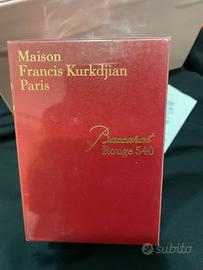 Maison
Francis Kurkdjian
Paris
Baccarat
Rouge 540
subito